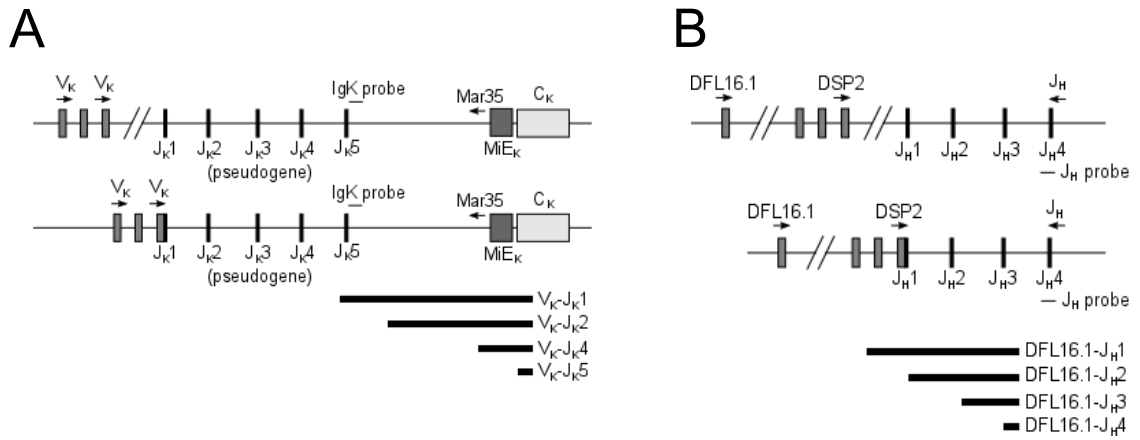 A
Vκ Vκ
IgK probe
Mar35
Cκ
Jκ1 Jκ2 Jκ3 Jκ4 Jκ5
MiEκ
(pseudogene)
Vκ Vκ
IgK probe
Mar35
Cκ
Jκ1 Jκ2 Jκ3 Jκ4 Jκ5
MiEκ
(pseudogene)
Vκ-Jκ1
Vκ-Jκ2
Vκ-Jκ4
Vκ-Jκ5
B
DFL16.1 DSP2 JH
JH1 JH2 JH3 JH4
JH probe
DFL16.1 DSP2 JH
JH1 JH2 JH3 JH4
JH probe
DFL16.1-JH1
DFL16.1-JH2
DFL16.1-JH3
DFL16.1-JH4